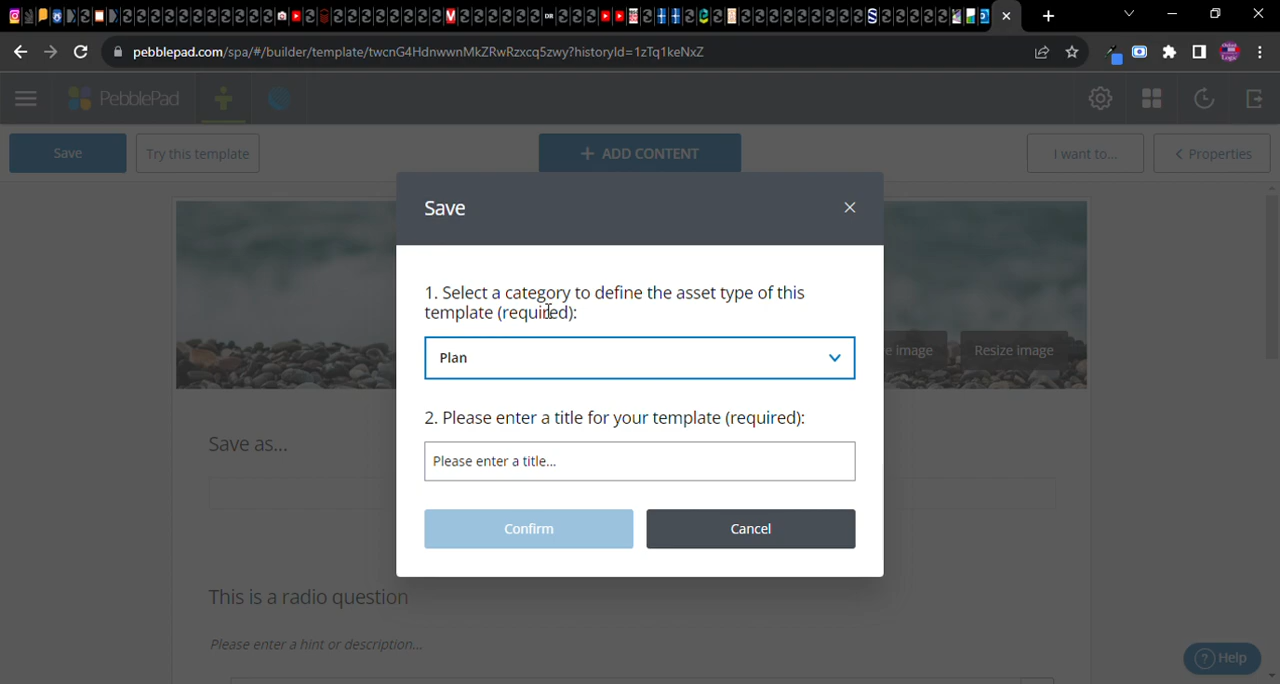 pebblepad.com/spa/#/builder/template/twcnG4HdnwwnMkZRwRzxcq5zwy?historyId=1zTq1keNxZ
PebblePad
Save
Try this template
+ ADD CONTENT
I want to...
< Properties
Save
1. Select a category to define the asset type of this
template (required):
Plan
e image
Resize image
2. Please enter a title for your template (required):
Save as...
Please enter a title...
Confirm
Cancel
This is a radio question
Please enter a hint or description...
? Help